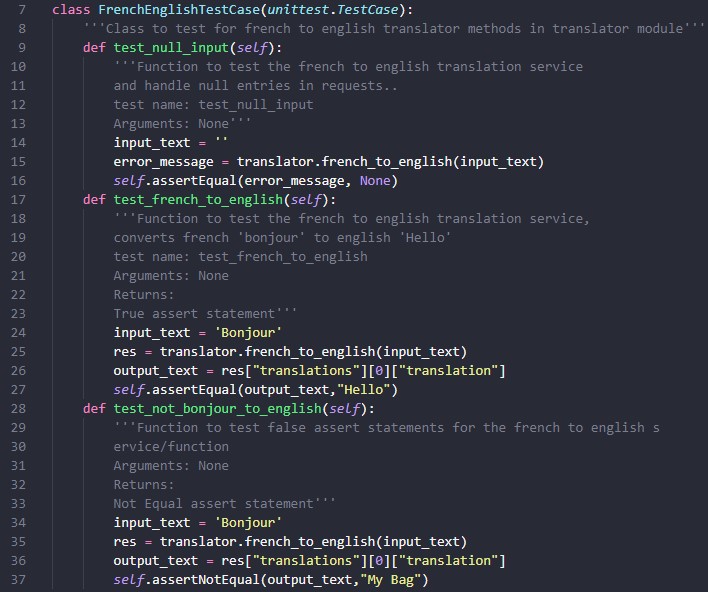 7 class FrenchEnglishTestCase(unittest.TestCase):
8     '''Class to test for french to english translator methods in translator module'''
9     def test_null_input(self):
10         '''Function to test the french to english translation service
11         and handle null entries in requests..
12         test name: test_null_input
13         Arguments: None'''
14         input_text = ''
15         error_message = translator.french_to_english(input_text)
16         self.assertEqual(error_message, None)
17     def test_french_to_english(self):
18         '''Function to test the french to english translation service,
19         converts french 'bonjour' to english 'Hello'
20         test name: test_french_to_english
21         Arguments: None
22         Returns:
23         True assert statement'''
24         input_text = 'Bonjour'
25         res = translator.french_to_english(input_text)
26         output_text = res["translations"][0]["translation"]
27         self.assertEqual(output_text,"Hello")
28     def test_not_bonjour_to_english(self):
29         '''Function to test false assert statements for the french to english s
30         ervice/function
31         Arguments: None
32         Returns:
33         Not Equal assert statement'''
34         input_text = 'Bonjour'
35         res = translator.french_to_english(input_text)
36         output_text = res["translations"][0]["translation"]
37         self.assertNotEqual(output_text,"My Bag")